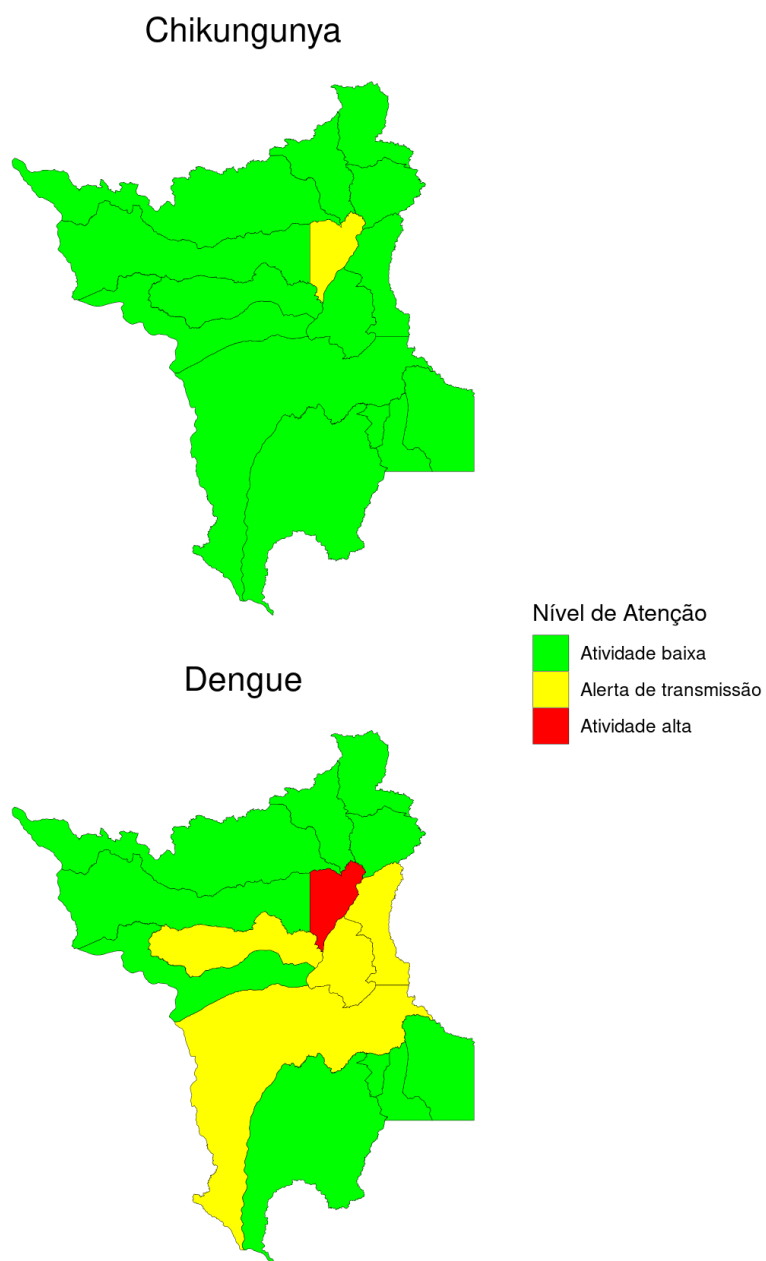 Chikungunya
Nível de Atenção
Atividade baixa
Alerta de transmissão
Atividade alta
Dengue